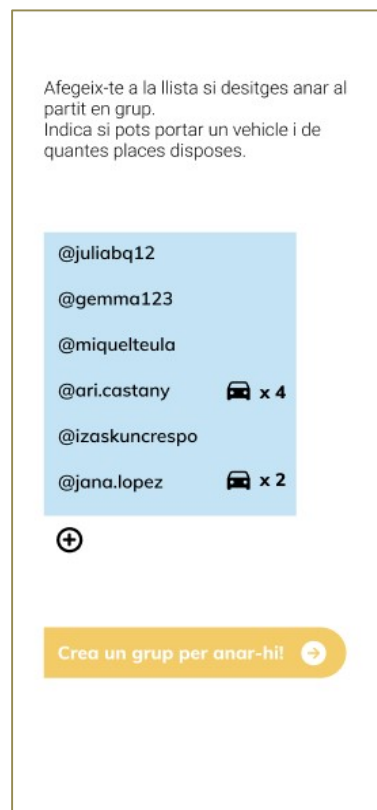 Afegeix-te a la llista si desitges anar al
partit en grup.
Indica si pots portar un vehicle i de
quantes places disposes.
@juliabq12
@gemma123
@miquelteula
@ari.castany x 4
@izaskuncrespo
@jana.lopez x 2
Crea un grup per anar-hi!